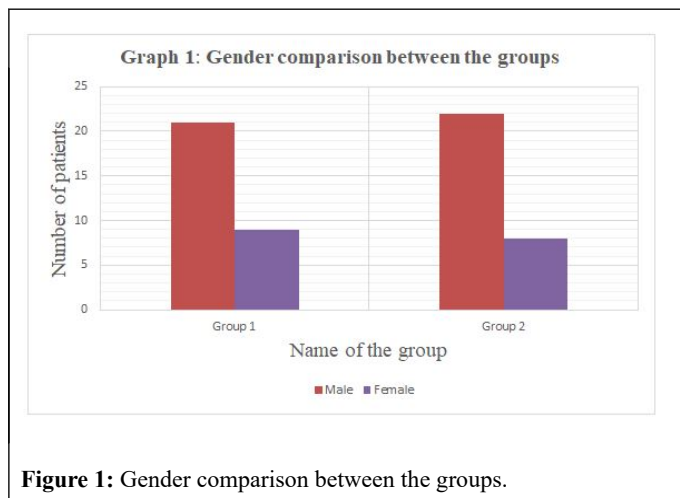 Graph 1: Gender comparison between the groups
25
20
15
10
5
0
Number of patients
Group 1 Group 2
Name of the group
Male Female
Figure 1: Gender comparison between the groups.